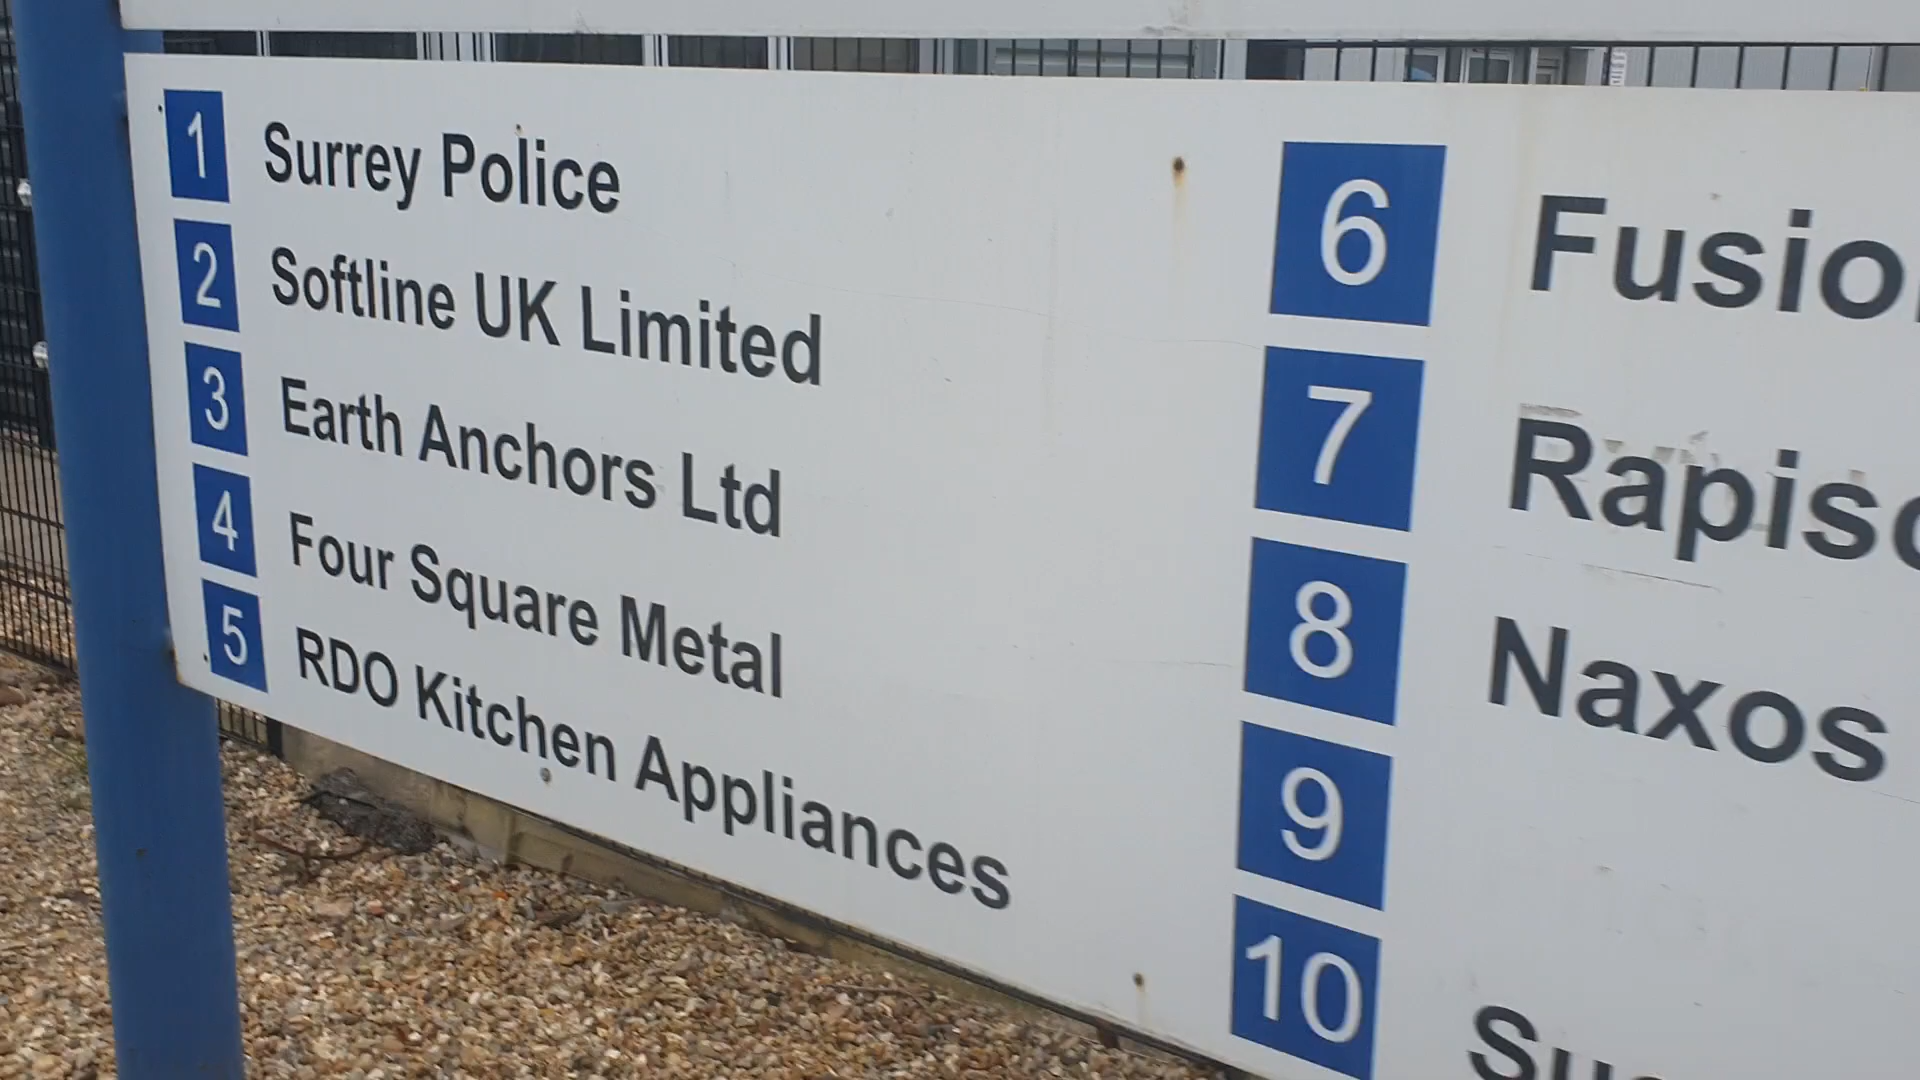 1 Surrey Police
2 Softline UK Limited
3 Earth Anchors Ltd
4 Four Square Metal
5 RDO Kitchen Appliances
6
7
8 Naxos
9
10